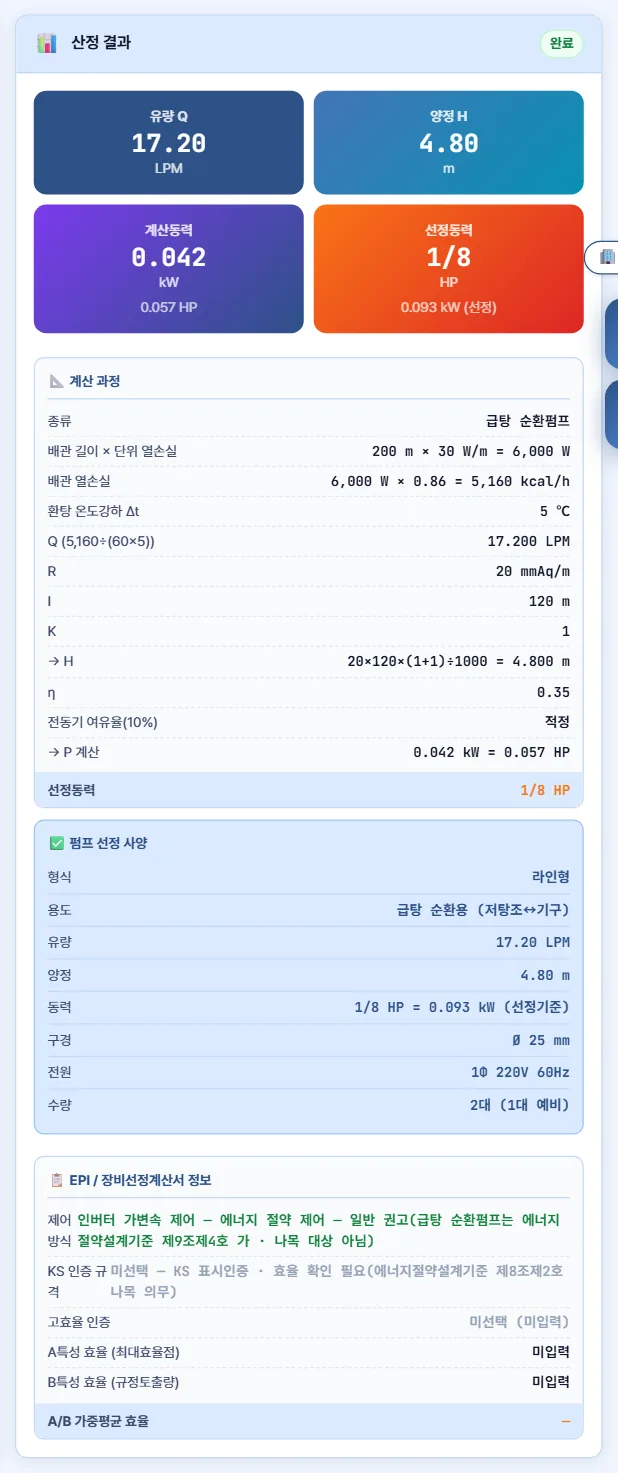 산정 결과
완료
유량 Q
17.20
LPM
양정 H
4.80
m
계산동력
0.042
kW
0.057 HP
선정동력
1/8
HP
0.093 kW (선정)
계산 과정
종류 급탕 순환펌프
배관 길이 × 단위 열손실 200 m × 30 W/m = 6,000 W
배관 열손실 6,000 W × 0.86 = 5,160 kcal/h
환탕 온도강하 Δt 5 ℃
Q (5,160÷(60×5)) 17.200 LPM
R 20 mmAq/m
l 120 m
K 1
→ H 20×120×(1+1)÷1000 = 4.800 m
η 0.35
전동기 여유율(10%) 적정
→ P 계산 0.042 kW = 0.057 HP
선정동력 1/8 HP
펌프 선정 사양
형식 라인형
용도 급탕 순환용 (저탕조↔기구)
유량 17.20 LPM
양정 4.80 m
동력 1/8 HP = 0.093 kW (선정기준)
구경 Ø 25 mm
전원 1Φ 220V 60Hz
수량 2대 (1대 예비)
EPI / 장비선정계산서 정보
제어 인버터 가변속 제어 — 에너지 절약 제어 — 일반 권고(급탕 순환펌프는 에너지
방식 절약설계기준 제9조제4호 가 · 나목 대상 아님)
KS 인증 규 미선택 — KS 표시인증 · 효율 확인 필요(에너지절약설계기준 제8조제2호
격 나목 의무)
고효율 인증 미선택 (미입력)
A특성 효율 (최대효율점) 미입력
B특성 효율 (규정토출량) 미입력
A/B 가중평균 효율 —